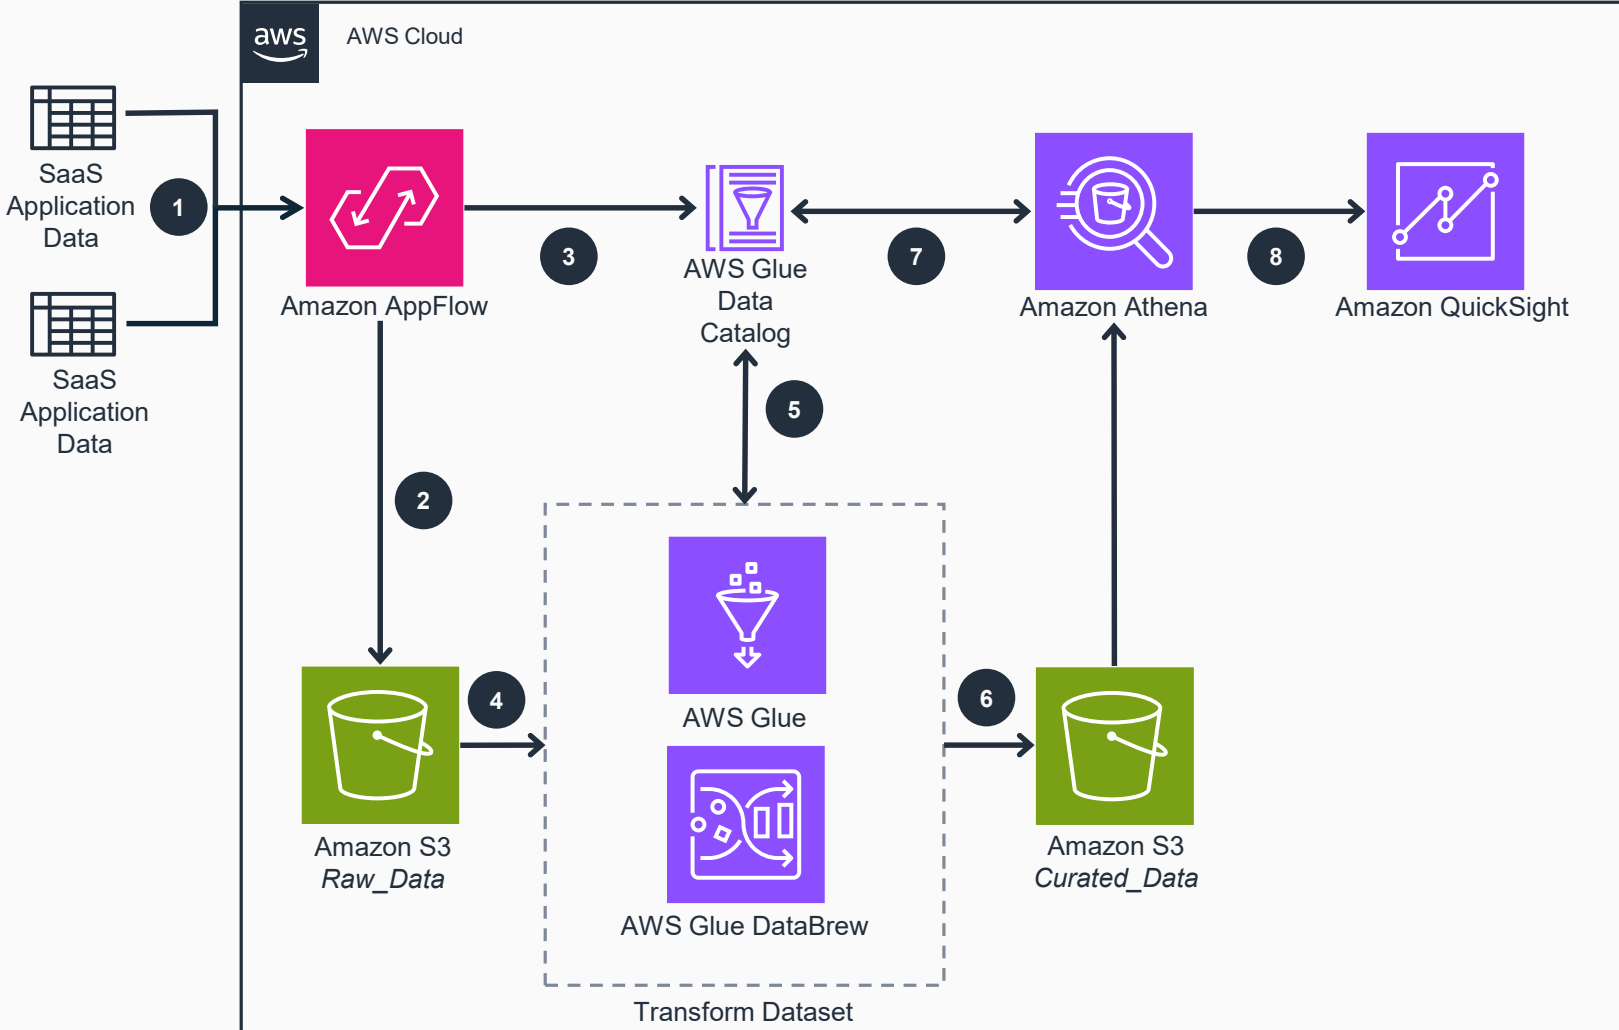 aws
AWS Cloud
SaaS
Application
Data
1
SaaS
Application
Data
Amazon AppFlow
3
AWS Glue
Data
Catalog
7
Amazon Athena
8
Amazon QuickSight
2
5
4
AWS Glue
AWS Glue DataBrew
Transform Dataset
6
Amazon S3
Raw_Data
Amazon S3
Curated_Data